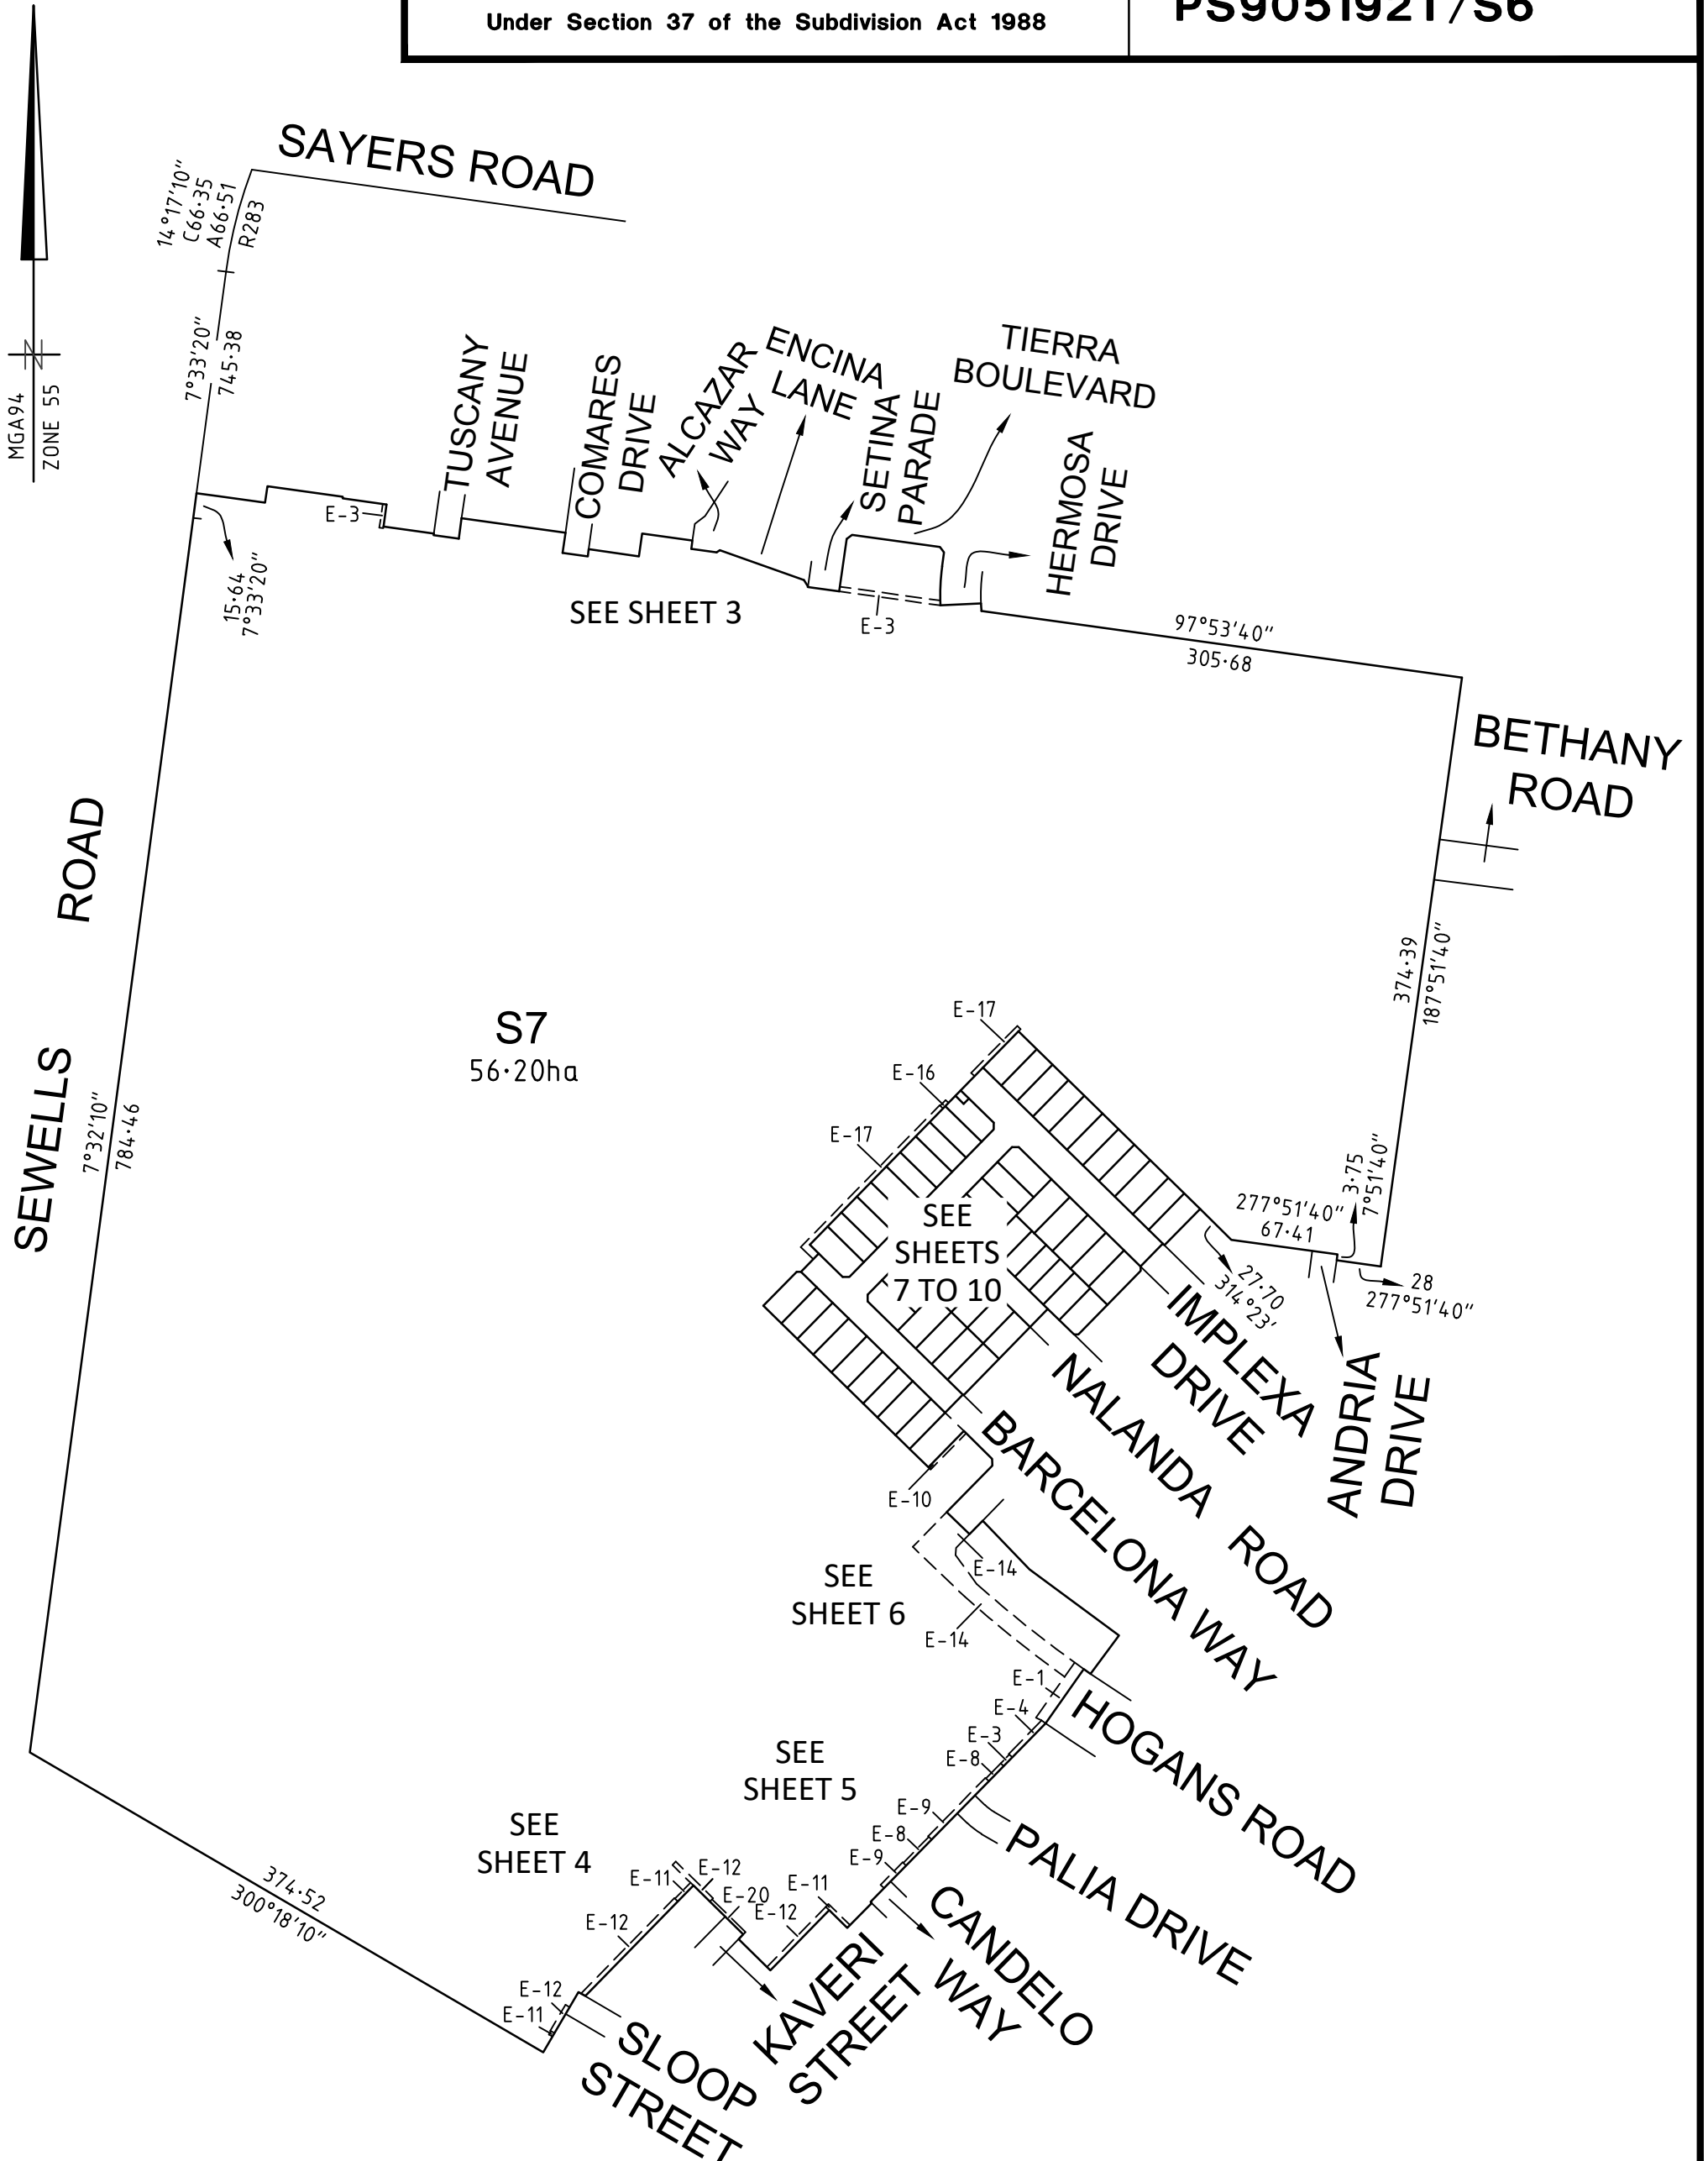 Under Section 37 of the Subdivision Act 1988
SAYERS ROAD
14°17'10"
C66·35
A66·51
R283
7°33'20"
745·38
MGA94
ZONE 55
N
TUSCANY
AVENUE
COMARES
DRIVE
ALCAZAR
WAY
ENCINA
LANE
SETINA
PARADE
TIERRA
BOULEVARD
HERMOSA
DRIVE
E-3
15·64
7°33'20"
SEE SHEET 3
E-3
97°53'40"
305·68
BETHANY
ROAD
374·39
187°51'40"
SEWELLS ROAD
7°32'10"
784·46
S7
56·20ha
E-17
E-16
E-17
SEE
SHEETS
7 TO 10
277°51'40"
67·41
3·75
7°51'40"
28
277°51'40"
27·70
314°23'
IMPLEXA
DRIVE
ANDRIA
DRIVE
NALANDA ROAD
BARCELONA WAY
E-10
E-14
SEE
SHEET 6
E-14
E-1
E-4
E-3
E-8
HOGANS ROAD
SEE
SHEET 5
E-9
E-8
E-9
PALIA DRIVE
SEE
SHEET 4
E-11
E-12
E-20
E-11
E-12
E-12
CANDELO
WAY
KAVERI
STREET
374·52
300°18'10"
E-12
E-11
SLOOP
STREET